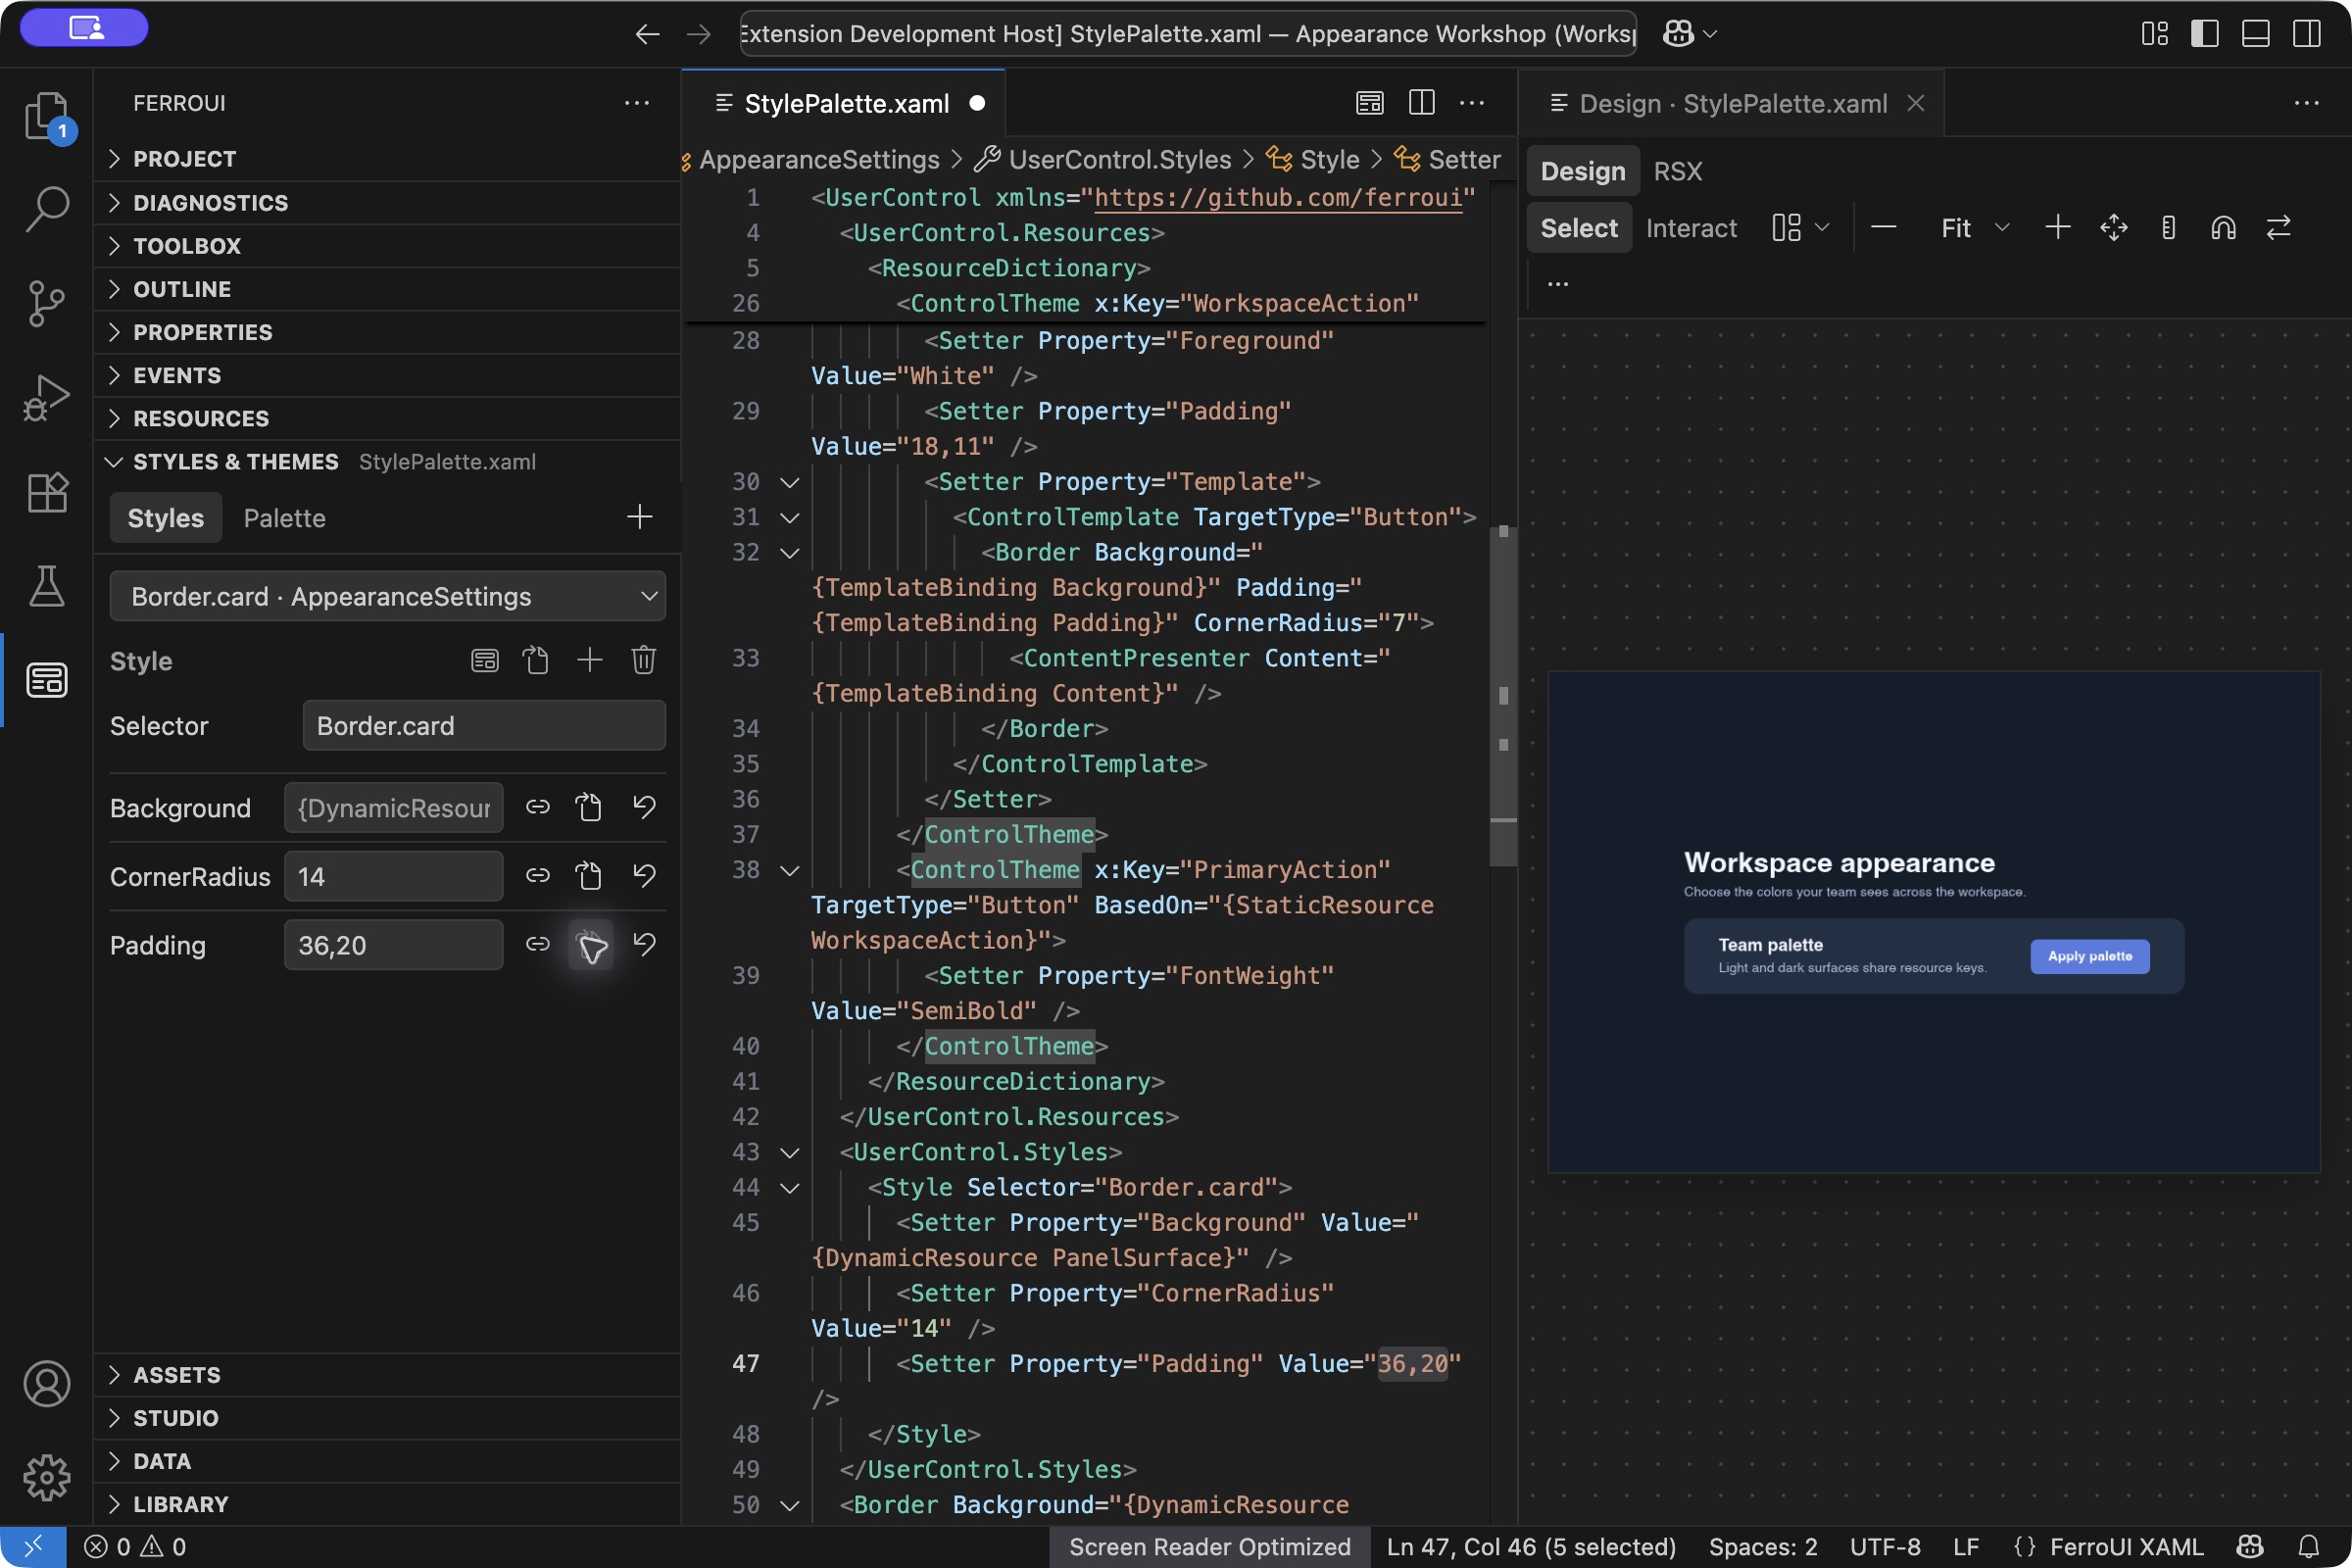 Extension Development Host] StylePalette.xaml — Appearance Workshop (Works
1
FERROUI
PROJECT
DIAGNOSTICS
TOOLBOX
OUTLINE
PROPERTIES
EVENTS
RESOURCES
STYLES & THEMES StylePalette.xaml
Styles Palette
Border.card · AppearanceSettings
Style
Selector Border.card
Background {DynamicResour
CornerRadius 14
Padding 36,20
ASSETS
STUDIO
DATA
LIBRARY
StylePalette.xaml
AppearanceSettings > UserControl.Styles > Style > Setter
1 <UserControl xmlns="https://github.com/ferroui"
4 <UserControl.Resources>
5 <ResourceDictionary>
26 <ControlTheme x:Key="WorkspaceAction"
28 <Setter Property="Foreground"
Value="White" />
29 <Setter Property="Padding"
Value="18,11" />
30 <Setter Property="Template">
31 <ControlTemplate TargetType="Button">
32 <Border Background="
{TemplateBinding Background}" Padding="
{TemplateBinding Padding}" CornerRadius="7">
33 <ContentPresenter Content="
{TemplateBinding Content}" />
34 </Border>
35 </ControlTemplate>
36 </Setter>
37 </ControlTheme>
38 <ControlTheme x:Key="PrimaryAction"
TargetType="Button" BasedOn="{StaticResource
WorkspaceAction}">
39 <Setter Property="FontWeight"
Value="SemiBold" />
40 </ControlTheme>
41 </ResourceDictionary>
42 </UserControl.Resources>
43 <UserControl.Styles>
44 <Style Selector="Border.card">
45 <Setter Property="Background" Value="
{DynamicResource PanelSurface}" />
46 <Setter Property="CornerRadius"
Value="14" />
47 <Setter Property="Padding" Value="36,20"
/>
48 </Style>
49 </UserControl.Styles>
50 <Border Background="{DynamicResource
Design · StylePalette.xaml
Design RSX
Select Interact Fit
Workspace appearance
Choose the colors your team sees across the workspace.
Team palette
Light and dark surfaces share resource keys.
Apply palette
0 0
Screen Reader Optimized Ln 47, Col 46 (5 selected) Spaces: 2 UTF-8 LF {} FerroUI XAML